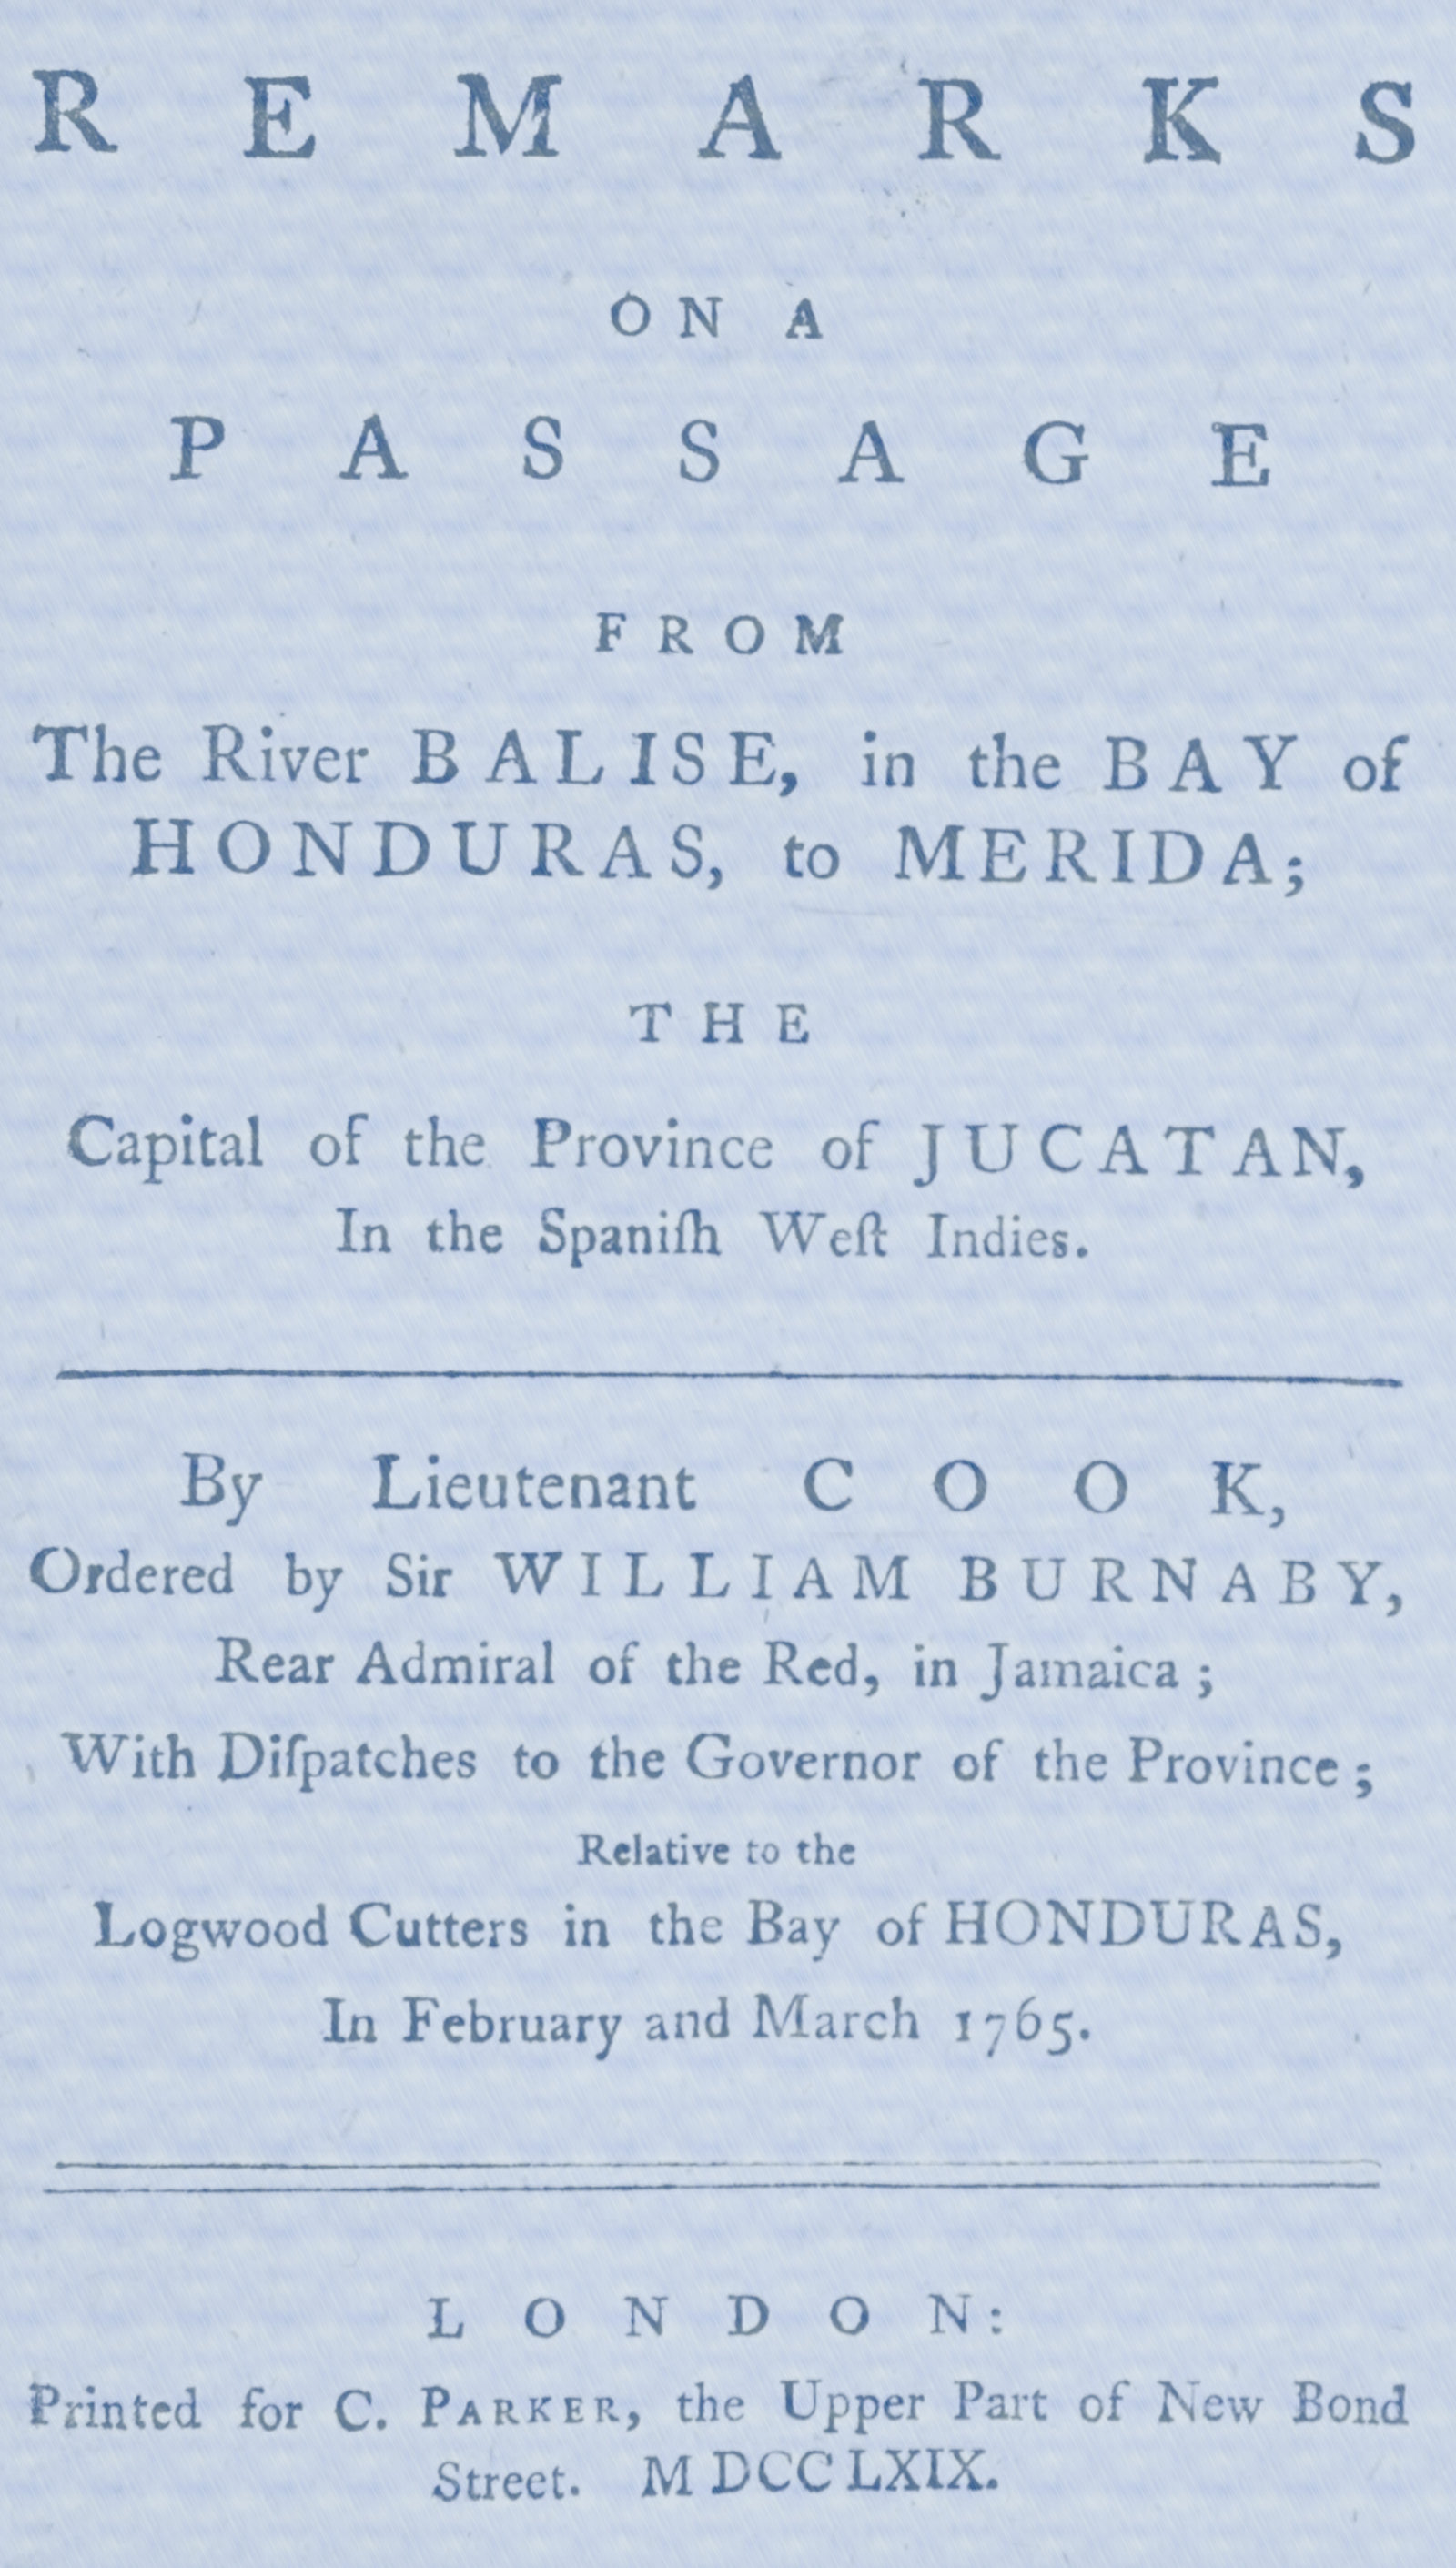 REMARKS
ON A
PASSAGE
FROM
The River BALISE, in the BAY of
HONDURAS, to MERIDA;
THE
Capital of the Province of JUCATAN,
In the Spaniſh Weſt Indies.
By Lieutenant COOK,
Ordered by Sir WILLIAM BURNABY,
Rear Admiral of the Red, in Jamaica;
With Diſpatches to the Governor of the Province;
Relative to the
Logwood Cutters in the Bay of HONDURAS,
In February and March 1765.
LONDON:
Printed for C. PARKER, the Upper Part of New Bond
Street. MDCCLXIX.